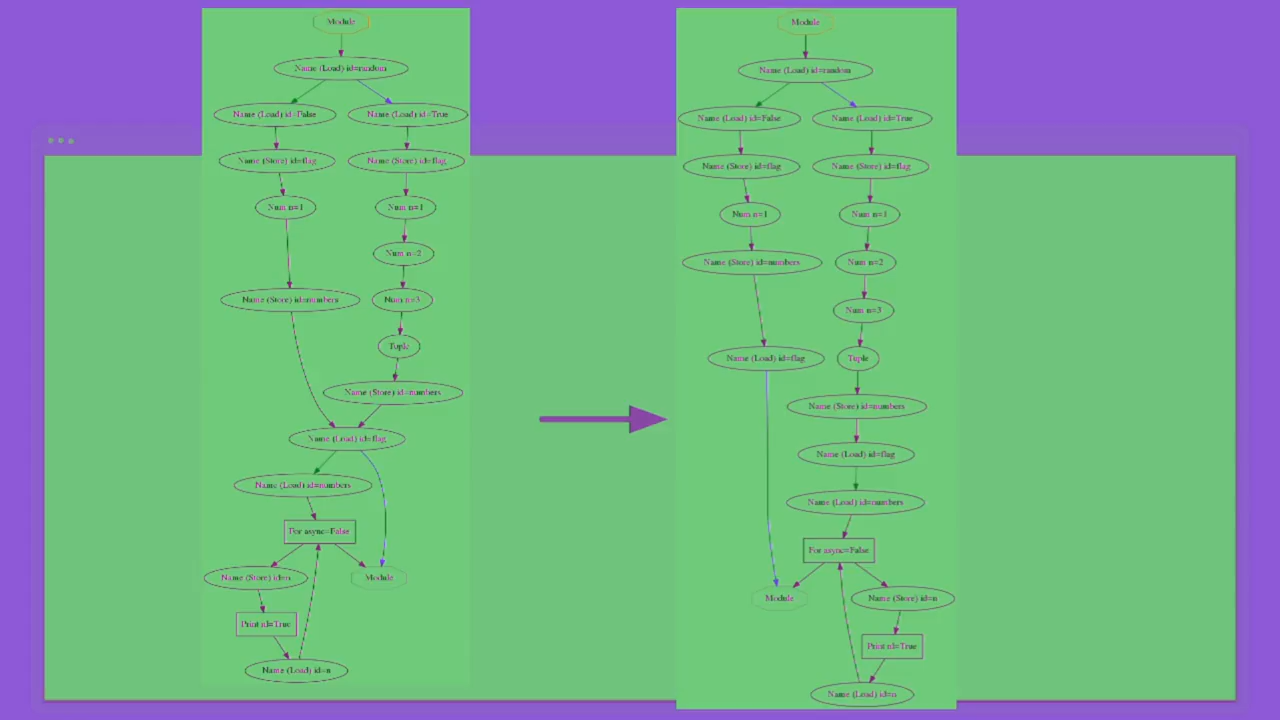 Module
Name (Load) id=random
Name (Load) id=False
Name (Load) id=True
Name (Store) id=flag
Name (Store) id=flag
Num n=1
Num n=1
Num n=2
Name (Store) id=numbers
Num n=3
Tuple
Name (Store) id=numbers
Name (Load) id=flag
Name (Load) id=numbers
For async=False
Name (Store) id=n
Module
Print nl=True
Name (Load) id=n
Module
Name (Load) id=random
Name (Load) id=False
Name (Load) id=True
Name (Store) id=flag
Name (Store) id=flag
Num n=1
Num n=1
Name (Store) id=numbers
Num n=2
Num n=3
Name (Load) id=flag
Tuple
Name (Store) id=numbers
Name (Load) id=flag
Name (Load) id=numbers
For async=False
Module
Name (Store) id=n
Print nl=True
Name (Load) id=n